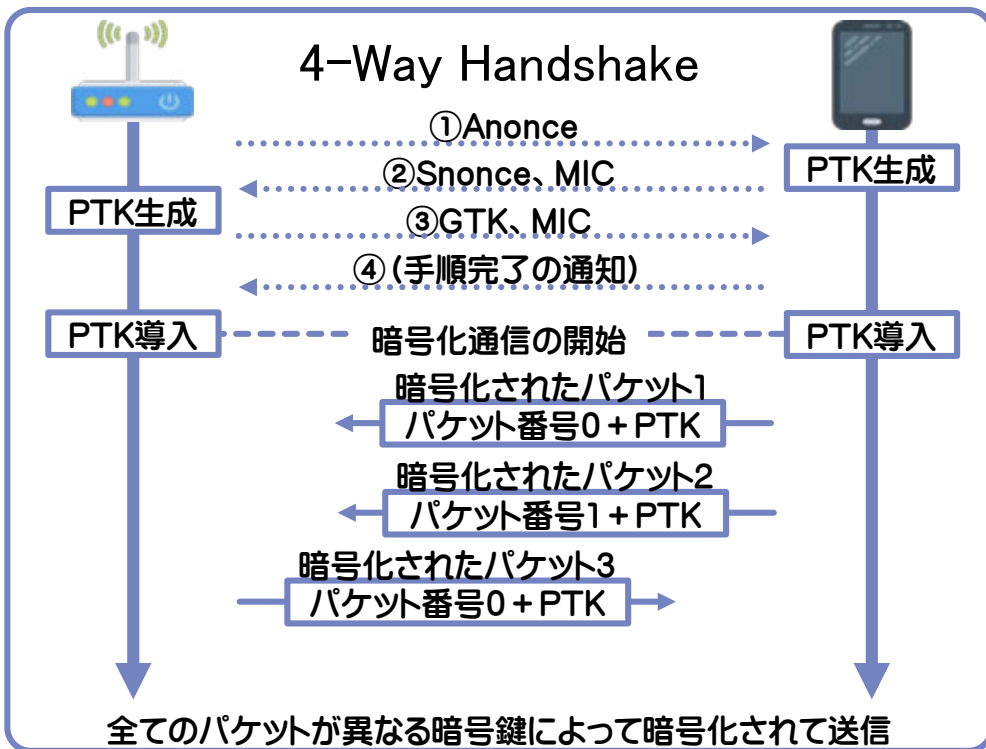 4-Way Handshake
①Anonce
PTK生成
②Snonce、MIC
PTK生成
③GTK、MIC
④(手順完了の通知)
PTK導入
暗号化通信の開始
PTK導入
暗号化されたパケット1
パケット番号0+PTK
暗号化されたパケット2
パケット番号1+PTK
暗号化されたパケット3
パケット番号0+PTK
全てのパケットが異なる暗号鍵によって暗号化されて送信